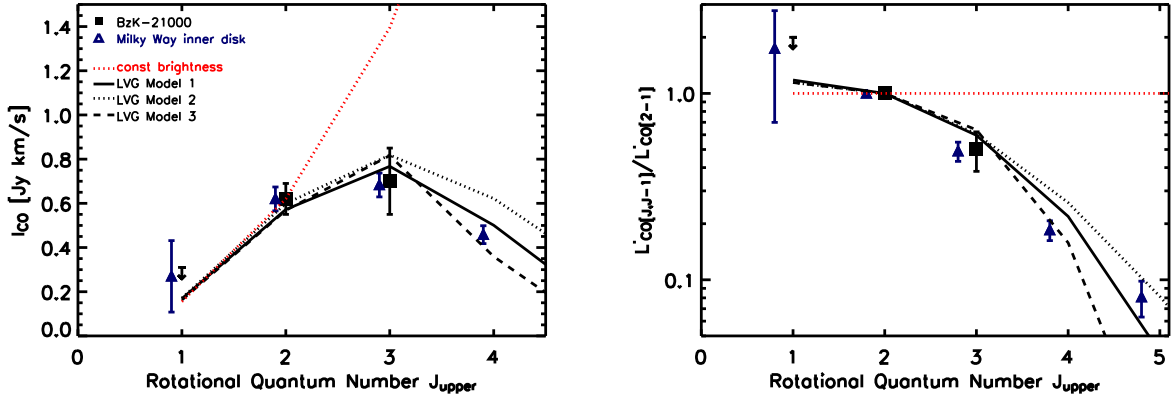 BzK-21000
Milky Way inner disk
const brightness
LVG Model 1
LVG Model 2
LVG Model 3
I_CO [Jy km/s]
1.4
1.2
1.0
0.8
0.6
0.4
0.2
0.0
0 1 2 3 4
Rotational Quantum Number J_upper
L'_CO[J,J-1]/L'_CO[2-1]
1.0
0.1
0 1 2 3 4 5
Rotational Quantum Number J_upper